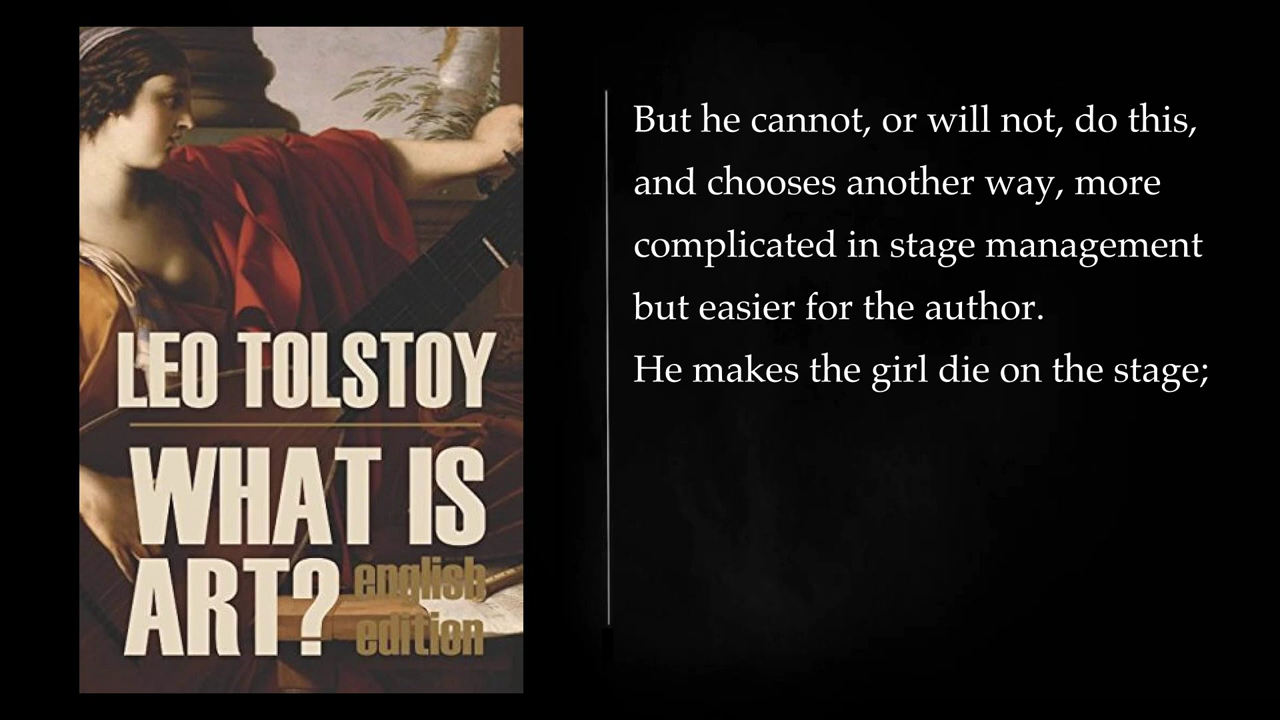 LEO TOLSTOY
WHAT IS
ART?
english
edition
But he cannot, or will not, do this,
and chooses another way, more
complicated in stage management
but easier for the author.
He makes the girl die on the stage;